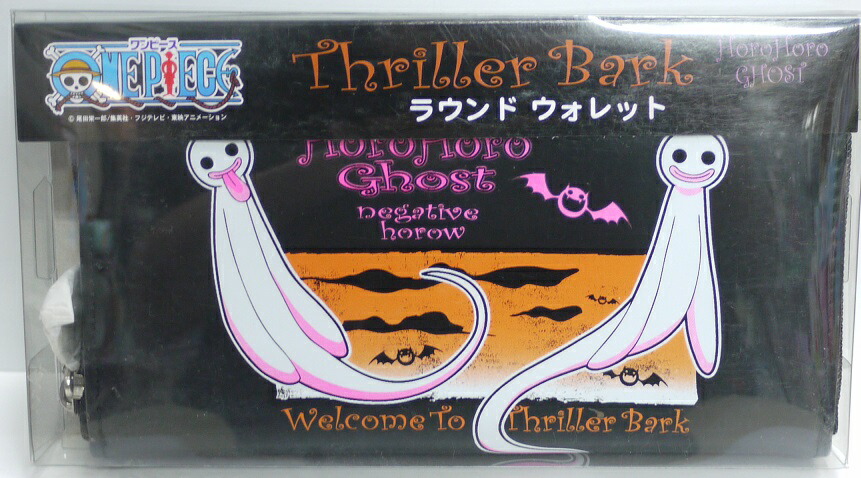 ワンピース
ONE PIECE
© 尾田栄一郎/集英社・フジテレビ・東映アニメーション
Thriller Bark
ラウンド ウォレット
HoroHoro
GHOST
HoroHoro
Ghost
negative
horow
Welcome To Thriller Bark